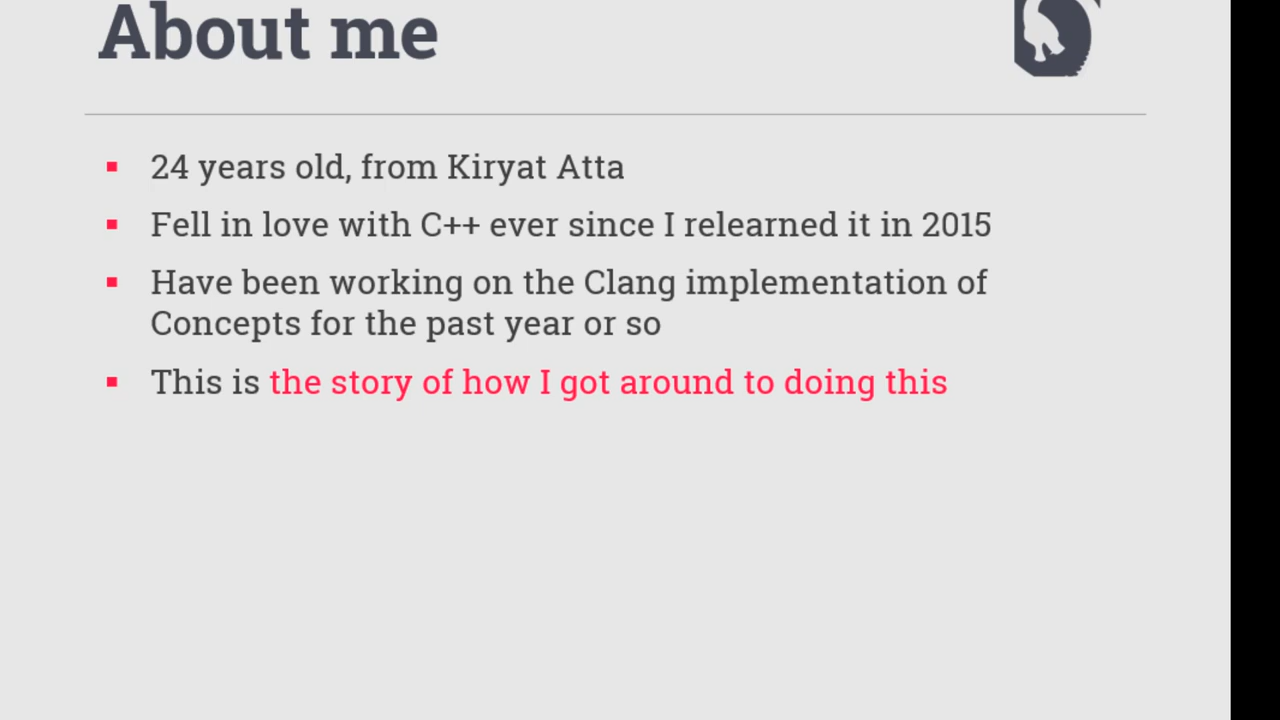 About me
24 years old, from Kiryat Atta
Fell in love with C++ ever since I relearned it in 2015
Have been working on the Clang implementation of
Concepts for the past year or so
This is the story of how I got around to doing this